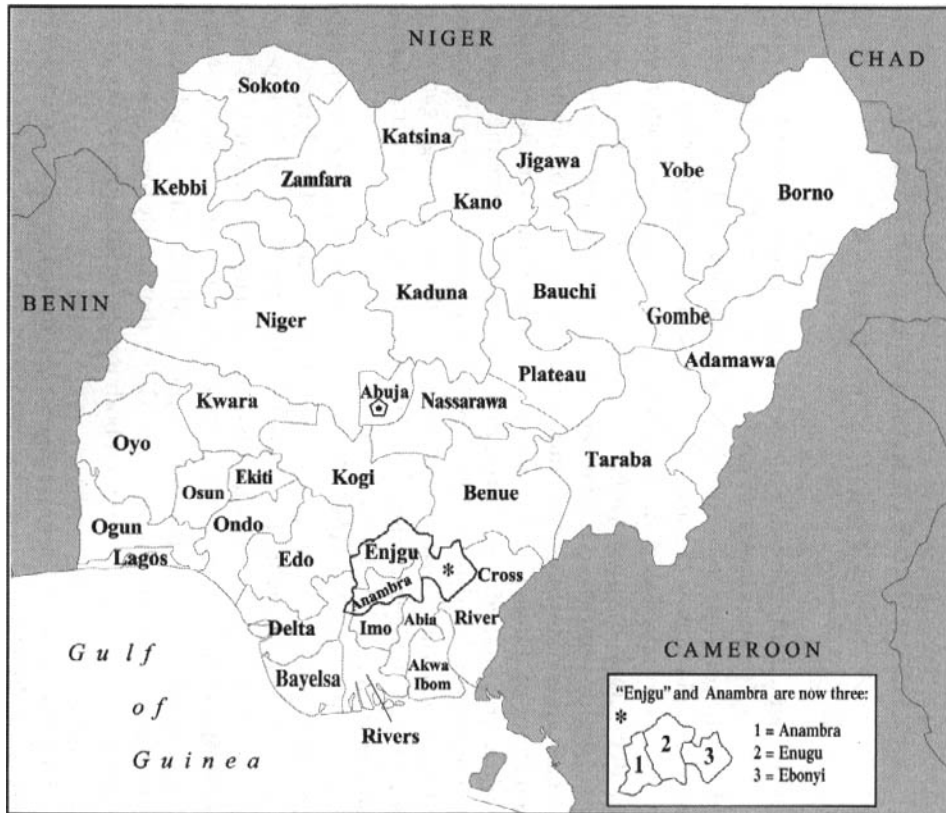 NIGER
CHAD
Sokoto
Katsina
Jigawa
Yobe
Kebbi
Zamfara
Kano
Borno
BENIN
Kaduna
Bauchi
Niger
Gombe
Adamawa
Abuja
Plateau
Kwara
Nassarawa
Oyo
Taraba
Ekiti
Kogi
Osun
Benue
Ogun
Ondo
Lagos
Edo
Enjgu
*
Cross
Anambra
River
Delta
Imo
Abia
Gulf
CAMEROON
Bayelsa
Akwa
Ibom
of
Rivers
Guinea
"Enjgu" and Anambra are now three:
*
1 = Anambra
2 = Enugu
3 = Ebonyi
1
2
3